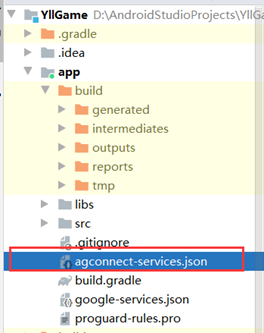 YllGame D:\AndroidStudioProjects\YllGa
.gradle
.idea
app
build
generated
intermediates
outputs
reports
tmp
libs
src
.gitignore
agconnect-services.json
build.gradle
google-services.json
proguard-rules.pro